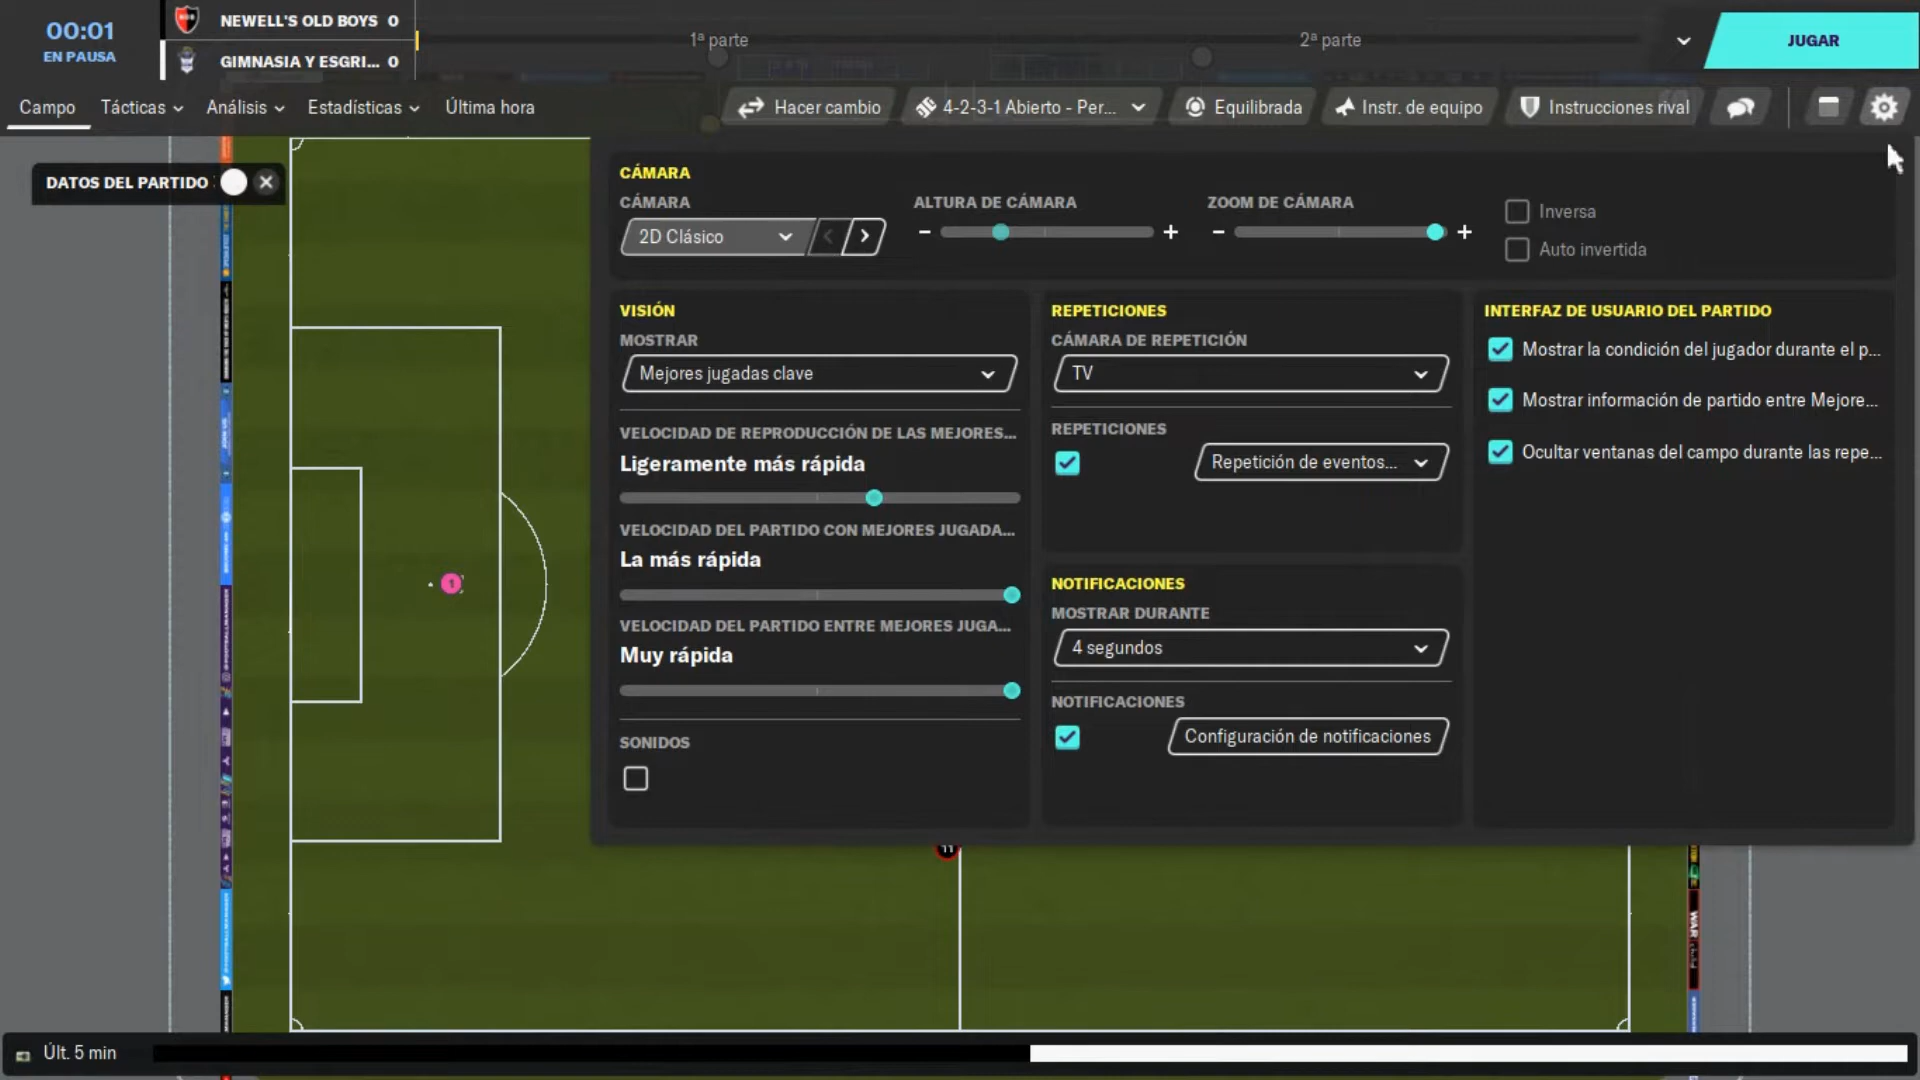 00:01
EN PAUSA
NEWELL'S OLD BOYS 0
GIMNASIA Y ESGRI... 0
1ª parte
2ª parte
JUGAR
Campo
Tácticas
Análisis
Estadísticas
Última hora
Hacer cambio
4-2-3-1 Abierto - Per...
Equilibrada
Instr. de equipo
Instrucciones rival
DATOS DEL PARTIDO
CÁMARA
CÁMARA
2D Clásico
ALTURA DE CÁMARA
ZOOM DE CÁMARA
Inversa
Auto invertida
VISIÓN
MOSTRAR
Mejores jugadas clave
VELOCIDAD DE REPRODUCCIÓN DE LAS MEJORES...
Ligeramente más rápida
VELOCIDAD DEL PARTIDO CON MEJORES JUGADA...
La más rápida
VELOCIDAD DEL PARTIDO ENTRE MEJORES JUGA...
Muy rápida
SONIDOS
REPETICIONES
CÁMARA DE REPETICIÓN
TV
REPETICIONES
Repetición de eventos...
NOTIFICACIONES
MOSTRAR DURANTE
4 segundos
NOTIFICACIONES
Configuración de notificaciones
INTERFAZ DE USUARIO DEL PARTIDO
Mostrar la condición del jugador durante el p...
Mostrar información de partido entre Mejore...
Ocultar ventanas del campo durante las repe...
1
11
Últ. 5 min